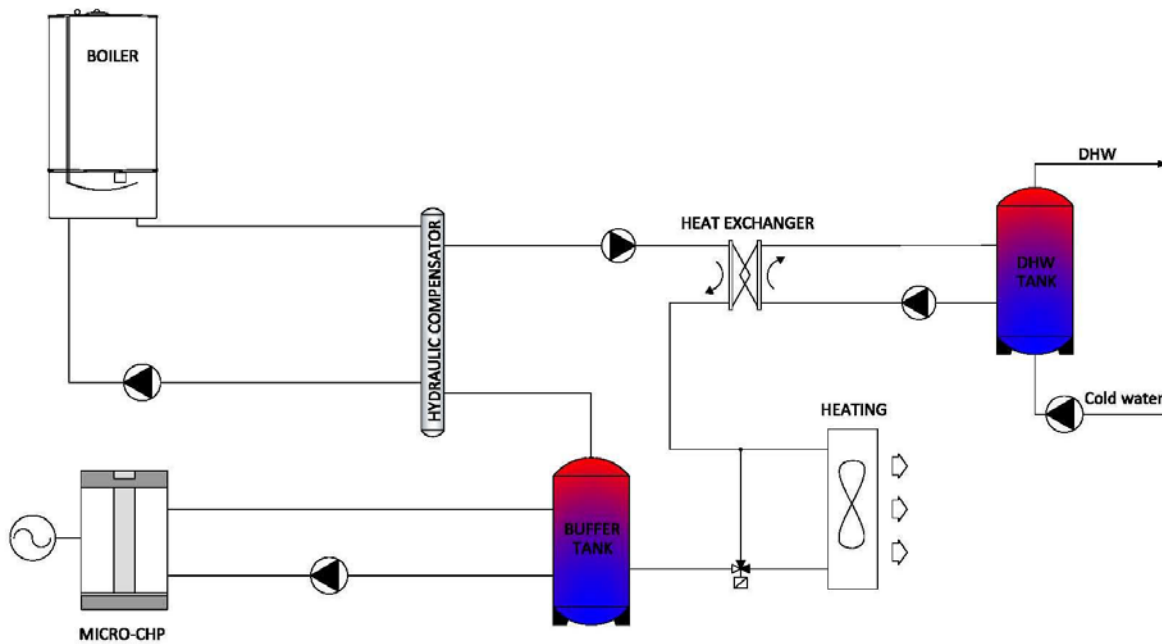 BOILER
DHW
HEAT EXCHANGER
HYDRAULIC COMPENSATOR
DHW
TANK
Cold water
HEATING
BUFFER
TANK
MICRO-CHP